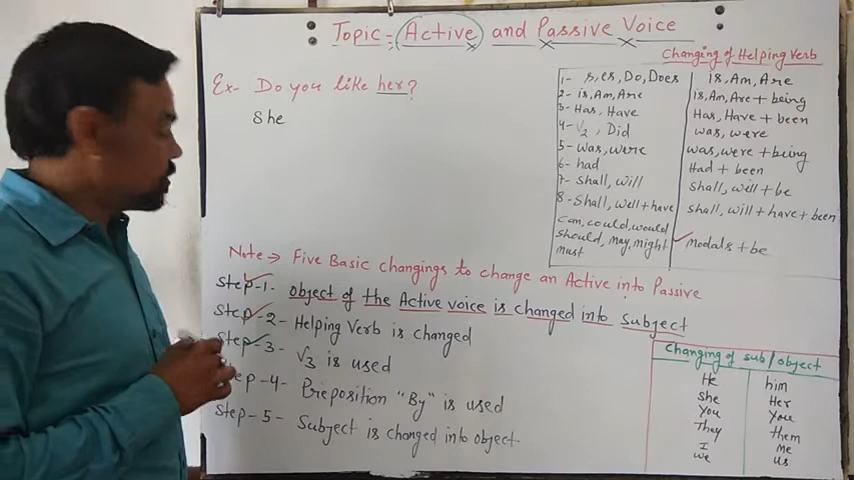 Topic:- Active and Passive Voice
Changing of Helping Verb
Ex- Do you like her?
She
1- s, es, Do, Does | is, Am, Are
2- is, Am, Are | is, Am, Are + being
3- Has, Have | Has, Have + been
4- V2, Did | was, were
5- was, were | was, were + being
6- had | Had + been
7- Shall, will | Shall, will + be
8- Shall, will + have | shall, will + have + been
can, could, would
should, may, might | Modals + be
must
Note → Five Basic changings to change an Active into Passive
Step-1- object of the Active voice is changed into Subject
Step-2- Helping Verb is changed
Step-3- V3 is used
Step-4- Preposition "By" is used
Step-5- Subject is changed into object
Changing of sub/object
He | him
She | Her
You | You
They | them
I | Me
we | us